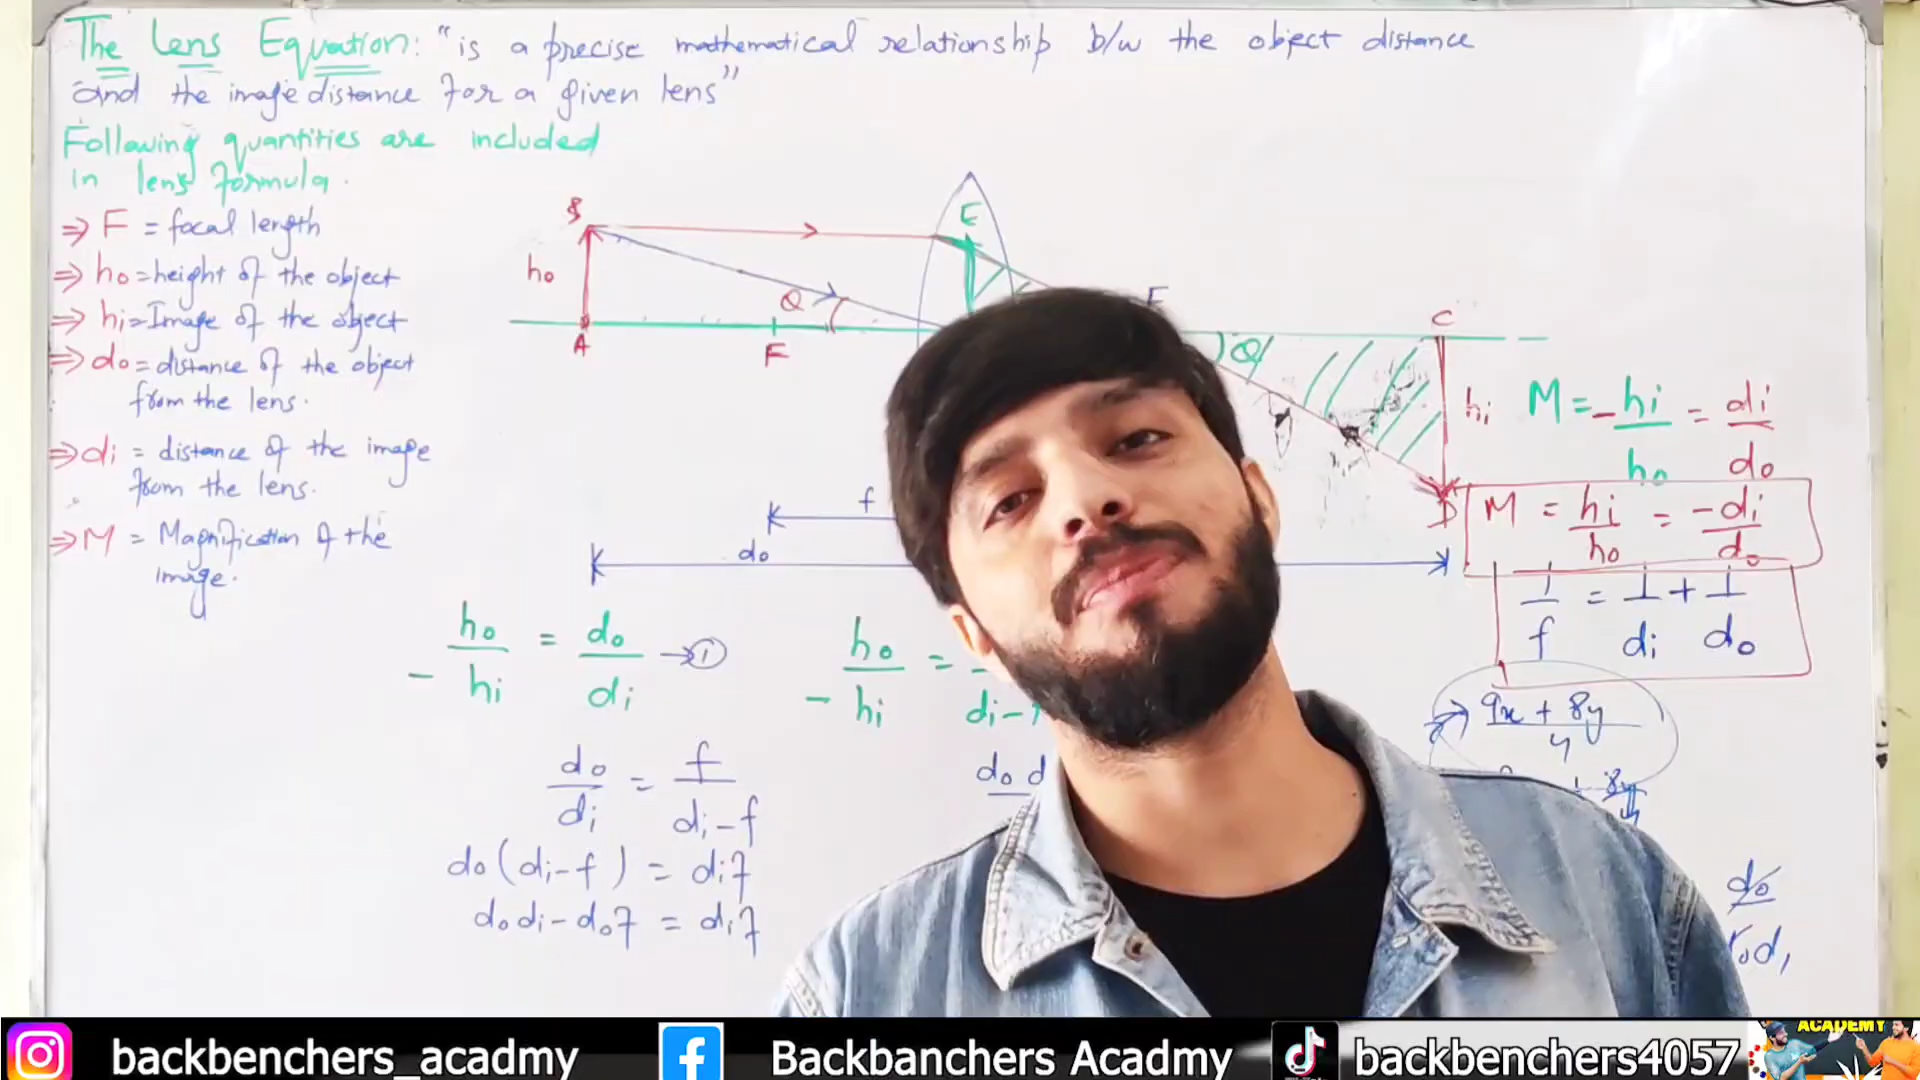 The Lens Equation: "is a precise mathematical relationship b/w the object distance
and the image distance for a given lens"
Following quantities are included
in lens formula.
⇒ F = focal length
⇒ ho = height of the object
⇒ hi = Image of the object
⇒ do = distance of the object
from the lens.
⇒ di = distance of the image
from the lens.
⇒ M = Magnification of the
image.
B
E
ho
Q
F
C
A
F
Q
hi
D
f
do
M = - hi/ho = di/do
M = hi/ho = -di/do
1/f = 1/di + 1/do
ho/-hi = do/di → 1
ho/-hi =
di-
do/di = f/di-f
do d
do(di-f) = dif
dodi - dof = dif
9x + 8y
4
8y
do
backbenchers_acadmy
Backbanchers Acadmy
backbenchers4057
ACADEMY